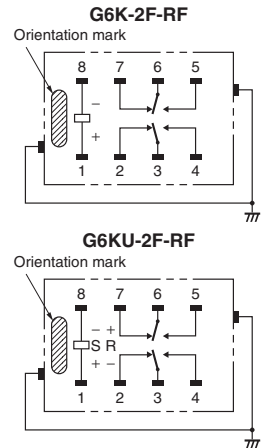 G6K-2F-RF
Orientation mark
8 7 6 5
−
+
1 2 3 4
G6KU-2F-RF
Orientation mark
8 7 6 5
− +
S R
+ −
1 2 3 4